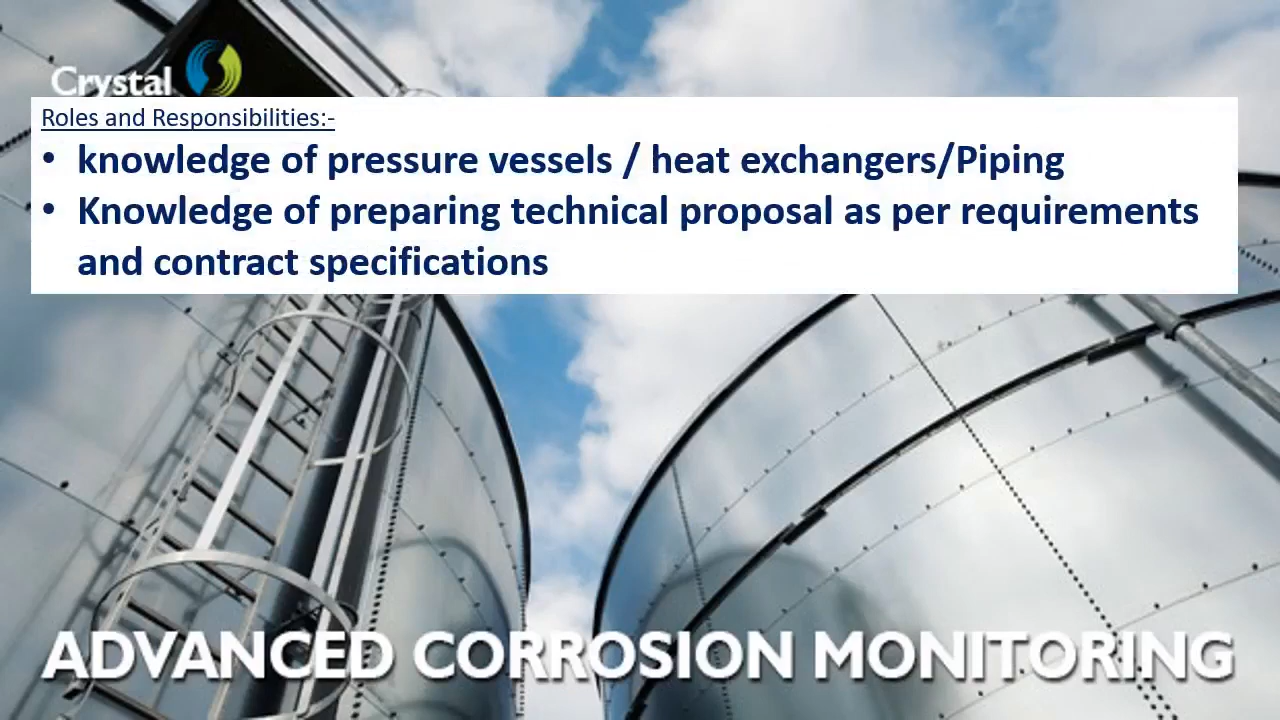 Crystal
Roles and Responsibilities:-
• knowledge of pressure vessels / heat exchangers/Piping
• Knowledge of preparing technical proposal as per requirements
and contract specifications
ADVANCED CORROSION MONITORING